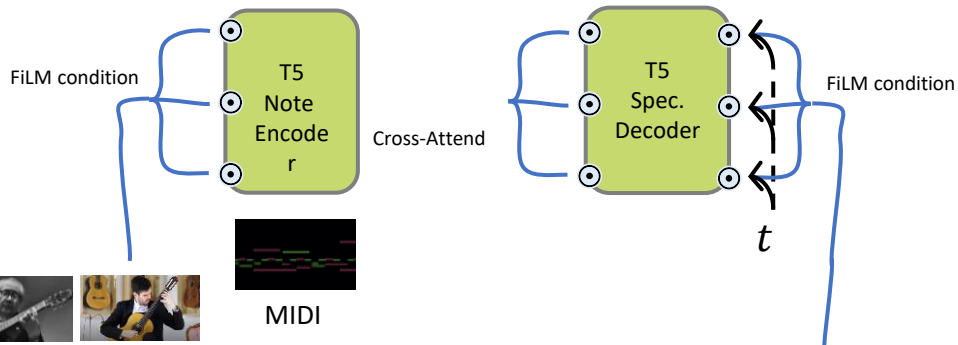 FiLM condition
T5
Note
Encode
r
MIDI
Cross-Attend
T5
Spec.
Decoder
t
FiLM condition